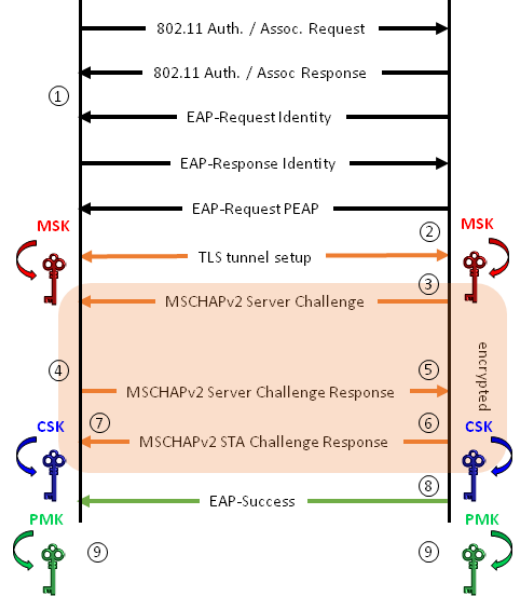 802.11 Auth. / Assoc. Request
802.11 Auth. / Assoc Response
①
EAP-Request Identity
EAP-Response Identity
EAP-Request PEAP
MSK
②
MSK
TLS tunnel setup
③
MSCHAPv2 Server Challenge
encrypted
④
⑤
MSCHAPv2 Server Challenge Response
CSK
⑦
⑥
CSK
MSCHAPv2 STA Challenge Response
⑧
EAP-Success
PMK
PMK
⑨
⑨